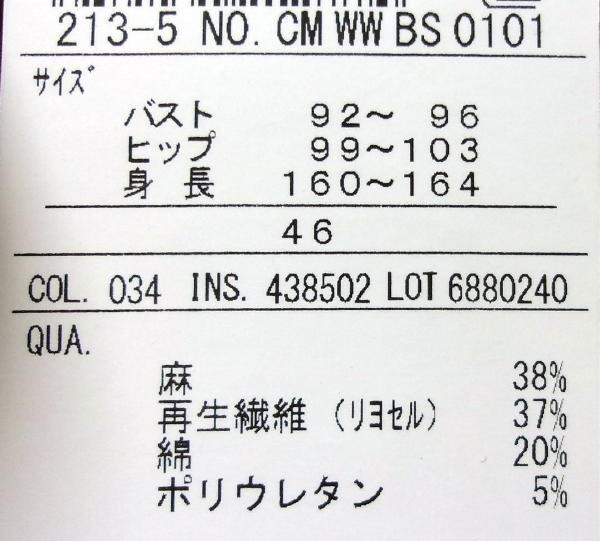 213-5 NO. CM WW BS 0101
サイズ
バスト 92～ 96
ヒップ 99～103
身 長 160～164
46
COL. 034 INS. 438502 LOT 6880240
QUA.
麻 38%
再生繊維（リヨセル） 37%
綿 20%
ポリウレタン 5%